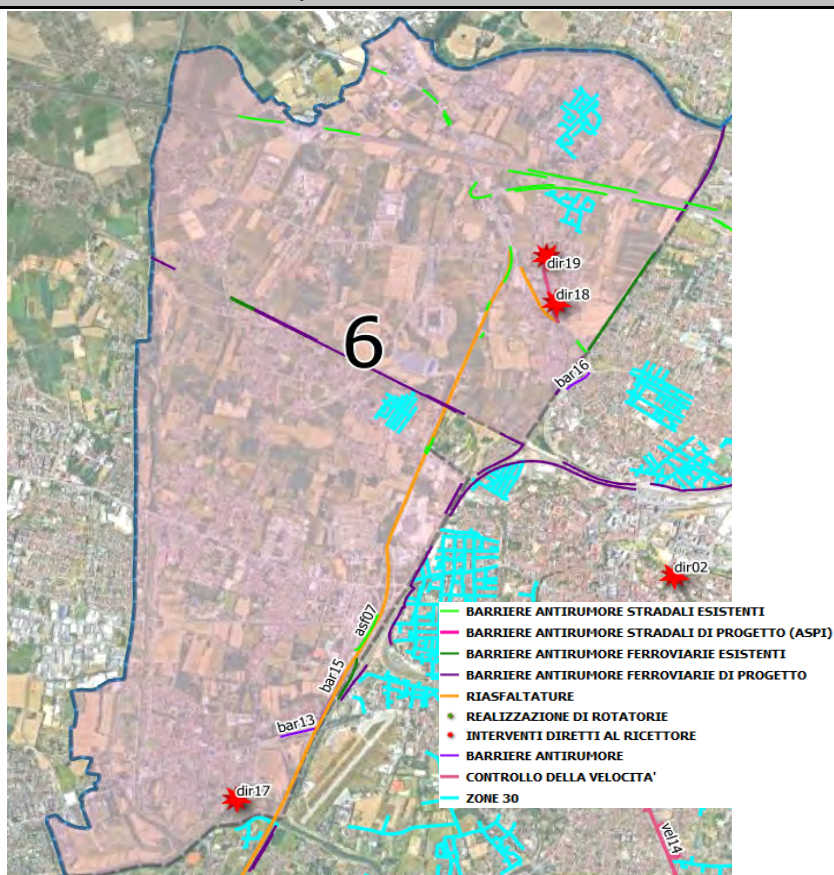 dir19
dir18
6
bar16
dir02
asf07
bar15
bar13
dir17
vel14
BARRIERE ANTIRUMORE STRADALI ESISTENTI
BARRIERE ANTIRUMORE STRADALI DI PROGETTO (ASPI)
BARRIERE ANTIRUMORE FERROVIARIE ESISTENTI
BARRIERE ANTIRUMORE FERROVIARIE DI PROGETTO
RIASFALTATURE
REALIZZAZIONE DI ROTATORIE
INTERVENTI DIRETTI AL RICETTORE
BARRIERE ANTIRUMORE
CONTROLLO DELLA VELOCITA'
ZONE 30